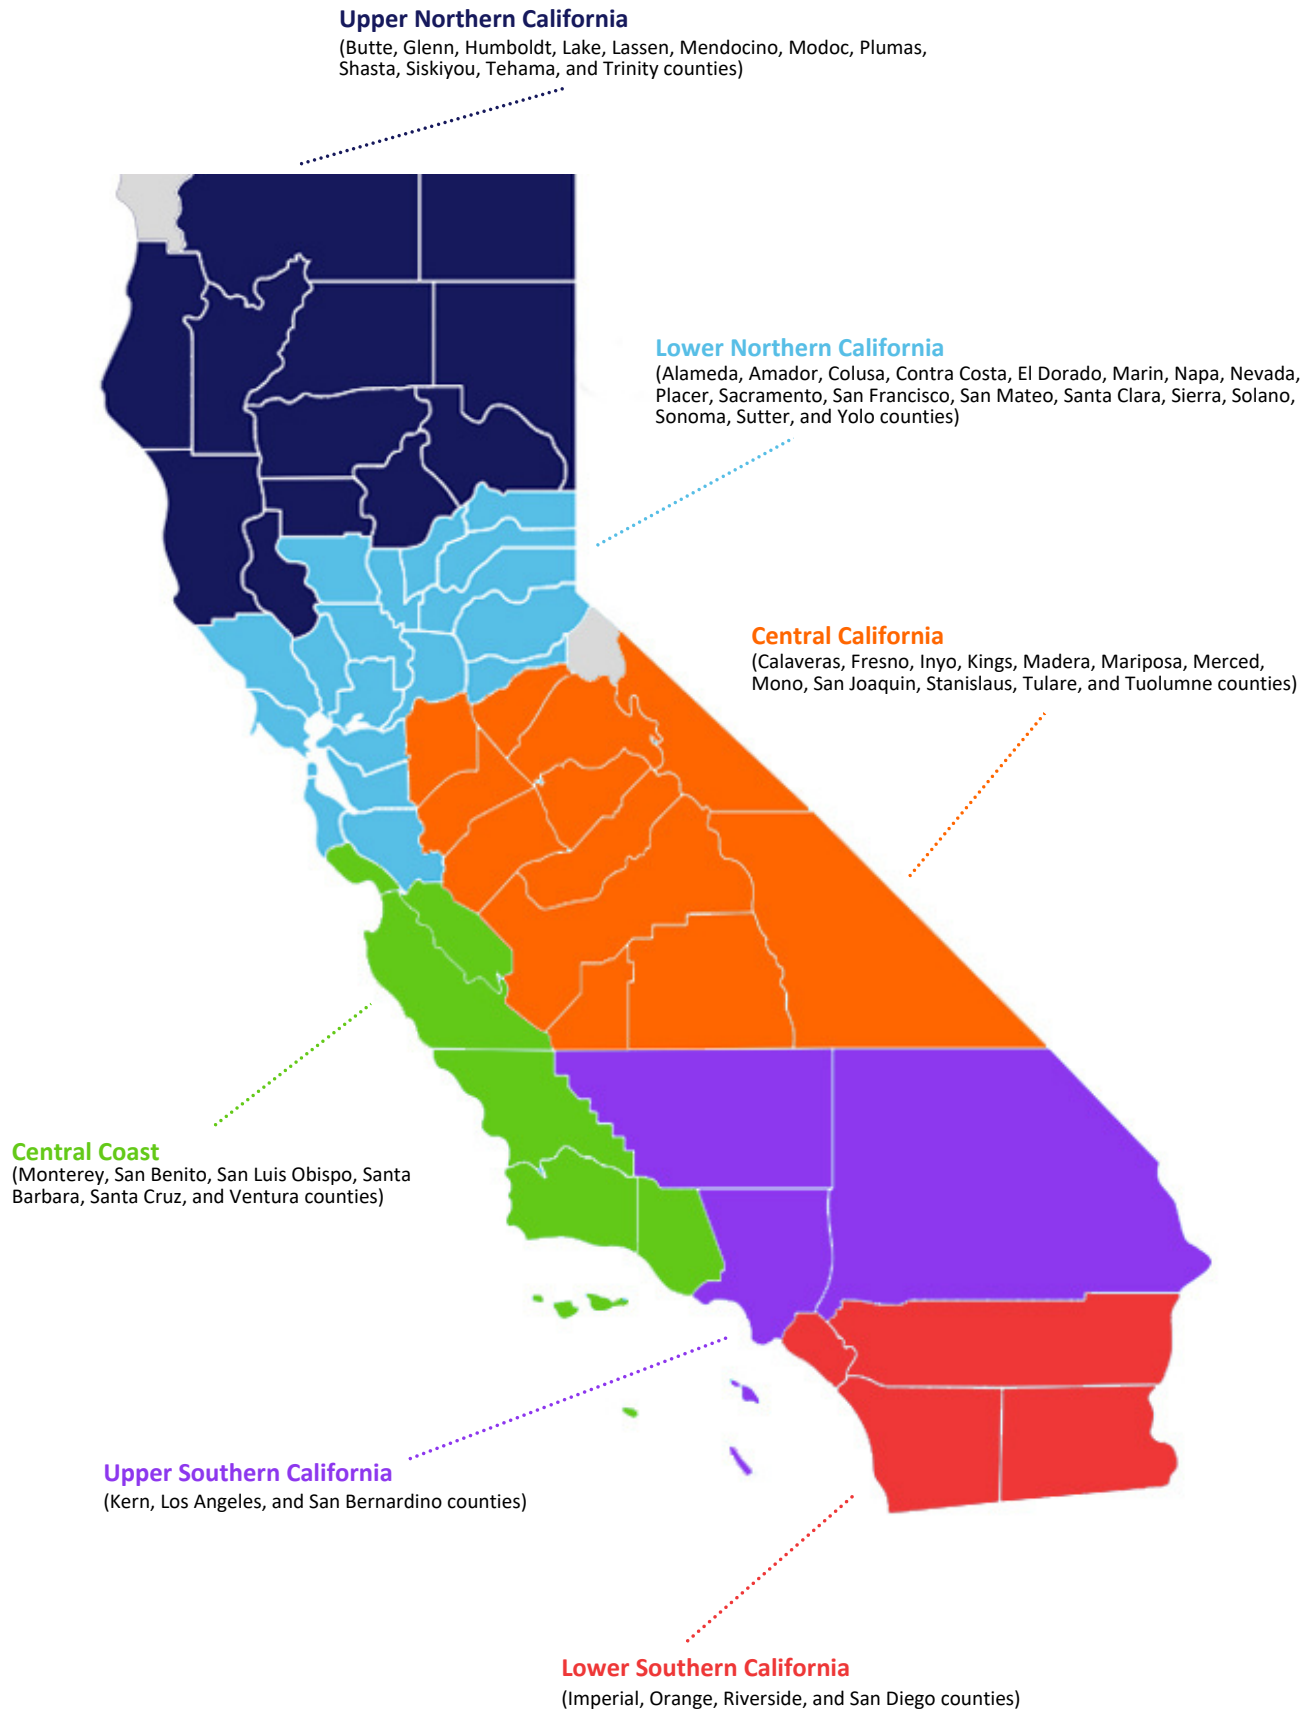 Upper Northern California
(Butte, Glenn, Humboldt, Lake, Lassen, Mendocino, Modoc, Plumas,
Shasta, Siskiyou, Tehama, and Trinity counties)
Lower Northern California
(Alameda, Amador, Colusa, Contra Costa, El Dorado, Marin, Napa, Nevada,
Placer, Sacramento, San Francisco, San Mateo, Santa Clara, Sierra, Solano,
Sonoma, Sutter, and Yolo counties)
Central California
(Calaveras, Fresno, Inyo, Kings, Madera, Mariposa, Merced,
Mono, San Joaquin, Stanislaus, Tulare, and Tuolumne counties)
Central Coast
(Monterey, San Benito, San Luis Obispo, Santa
Barbara, Santa Cruz, and Ventura counties)
Upper Southern California
(Kern, Los Angeles, and San Bernardino counties)
Lower Southern California
(Imperial, Orange, Riverside, and San Diego counties)